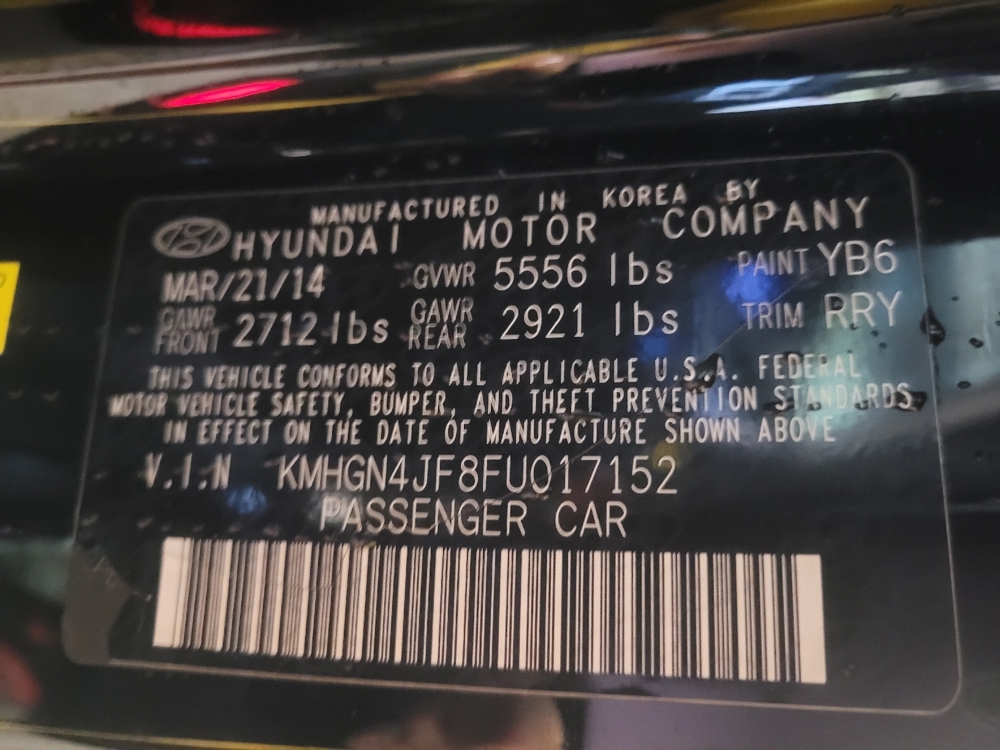 MANUFACTURED IN KOREA BY
HYUNDAI MOTOR COMPANY
MAR/21/14 GVWR 5556 lbs PAINT YB6
GAWR FRONT 2712 lbs GAWR REAR 2921 lbs TRIM RRY
THIS VEHICLE CONFORMS TO ALL APPLICABLE U.S.A. FEDERAL
MOTOR VEHICLE SAFETY, BUMPER, AND THEFT PREVENTION STANDARDS
IN EFFECT ON THE DATE OF MANUFACTURE SHOWN ABOVE
V.I.N KMHGN4JF8FU017152
PASSENGER CAR